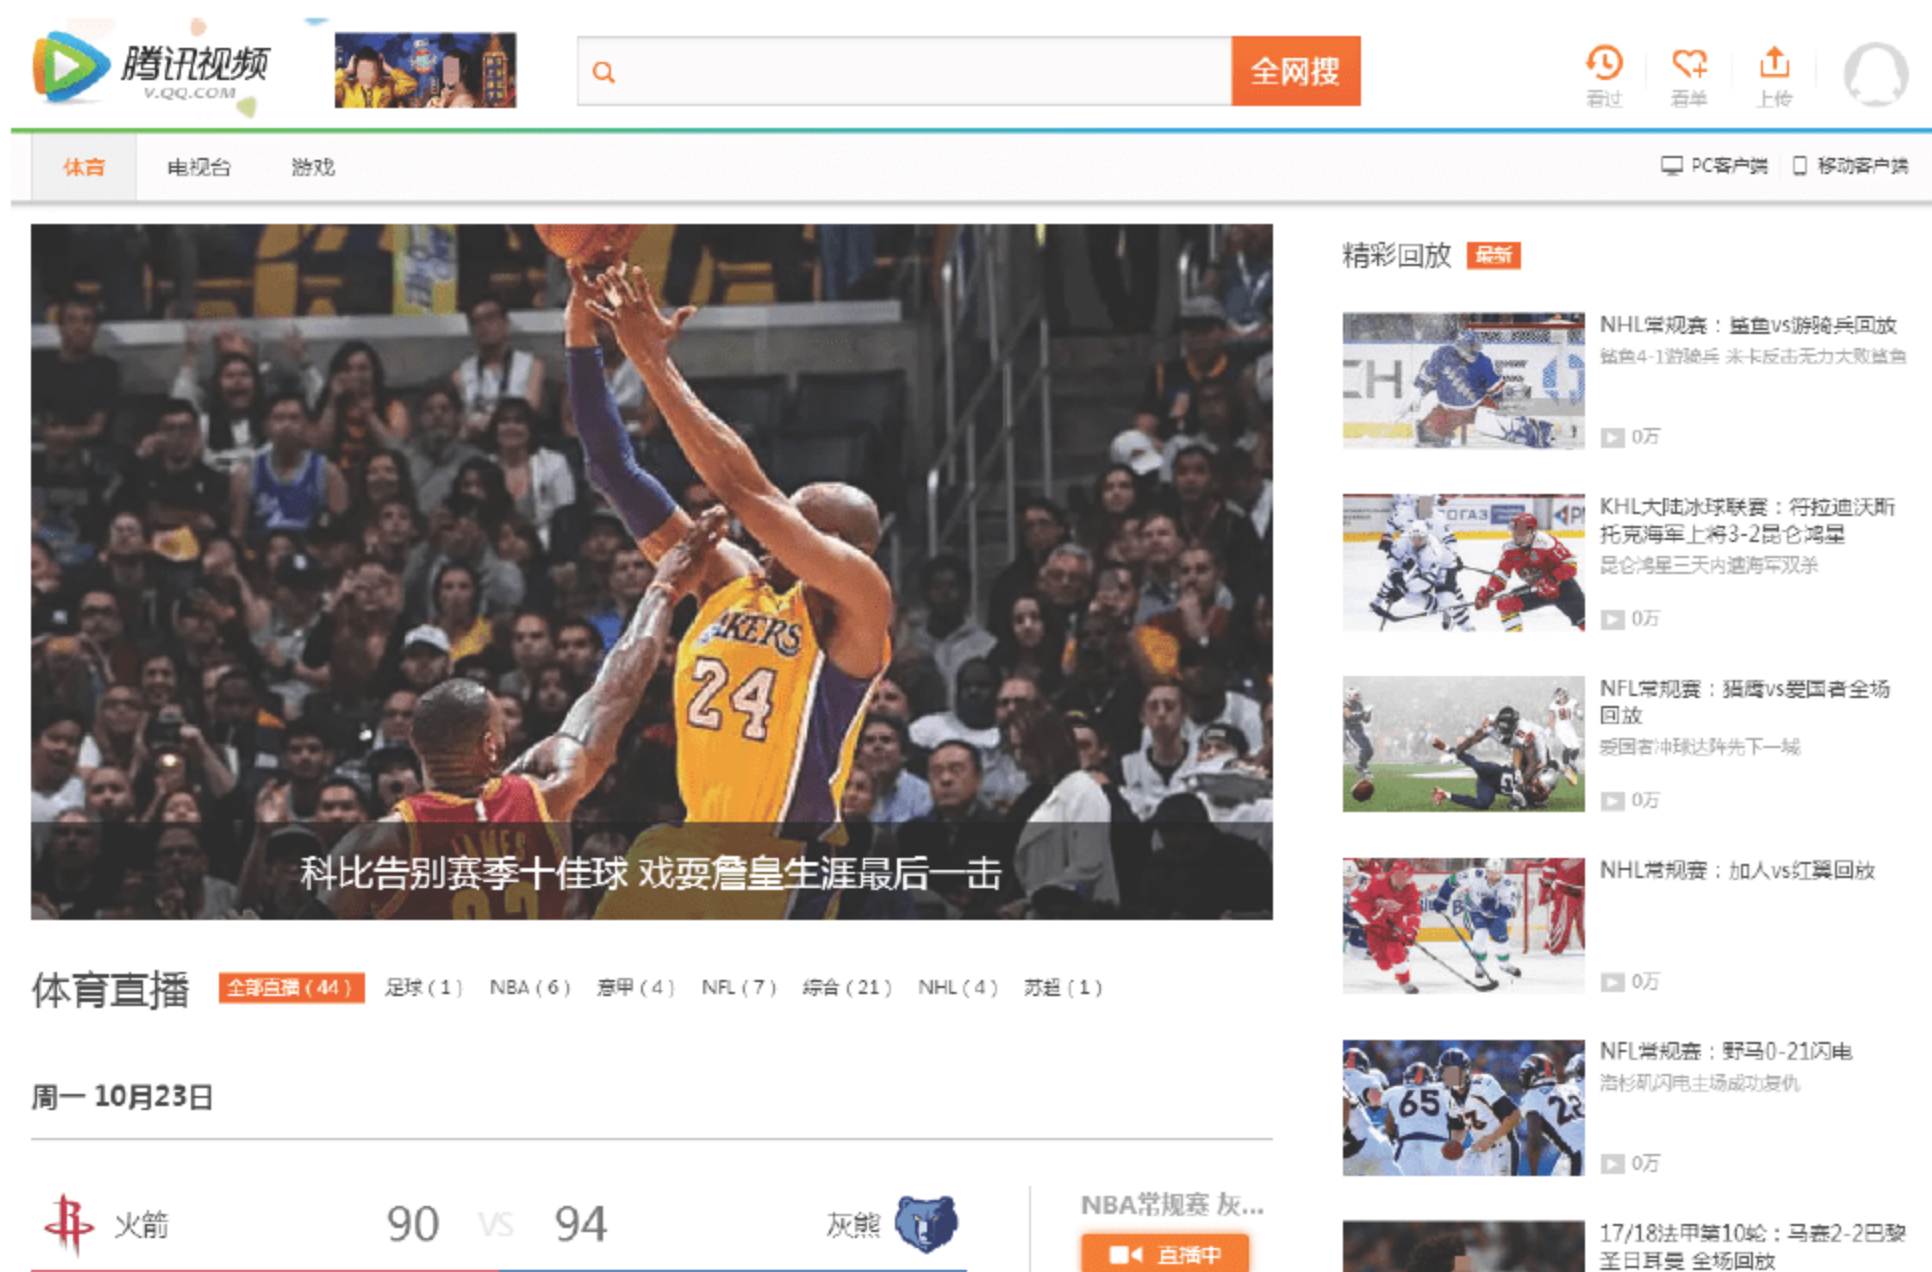 腾讯视频
V.QQ.COM
全网搜
看过
看单
上传
体育
电视台
游戏
PC客户端
移动客户端
LAKERS
24
JAMES
科比告别赛季十佳球 戏耍詹皇生涯最后一击
体育直播
全部直播(44)
足球(1)
NBA(6)
意甲(4)
NFL(7)
综合(21)
NHL(4)
苏超(1)
周一 10月23日
火箭
90
VS
94
灰熊
NBA常规赛 灰...
直播中
精彩回放
最新
NHL常规赛：鲨鱼vs游骑兵回放
鲨鱼4-1游骑兵 米卡反击无力大败鲨鱼
0万
KHL大陆冰球联赛：符拉迪沃斯
托克海军上将3-2昆仑鸿星
昆仑鸿星三天内遭海军双杀
0万
NFL常规赛：猎鹰vs爱国者全场
回放
爱国者冲球达阵先下一城
0万
NHL常规赛：加人vs红翼回放
0万
NFL常规赛：野马0-21闪电
洛杉矶闪电主场成功复仇
0万
65
22
17/18法甲第10轮：马赛2-2巴黎
圣日耳曼 全场回放